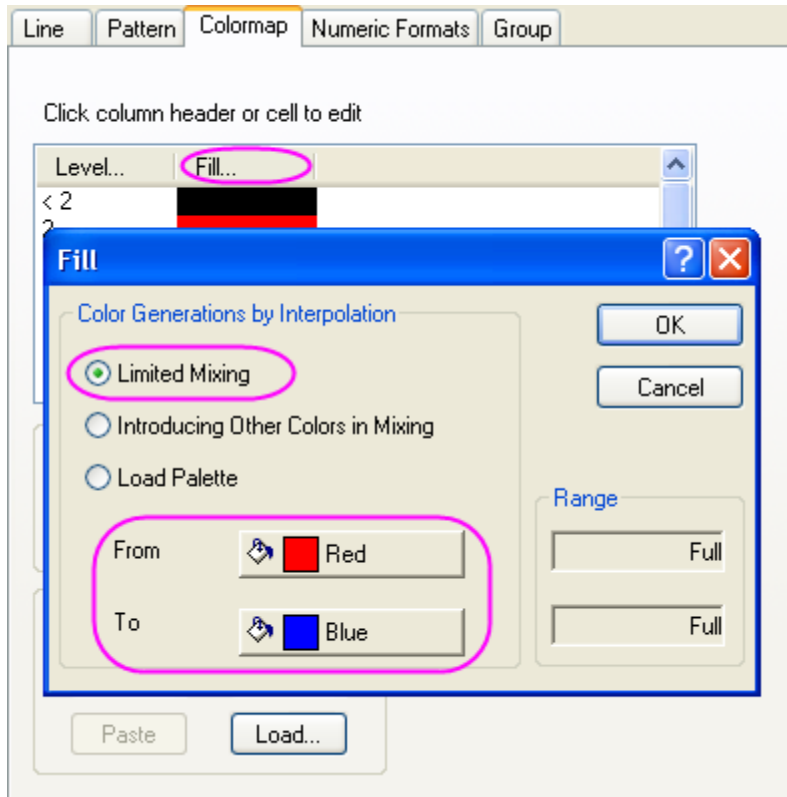 Line Pattern Colormap Numeric Formats Group
Click column header or cell to edit
Level... Fill...
< 2
2
Fill
Color Generations by Interpolation
OK
Limited Mixing
Cancel
Introducing Other Colors in Mixing
Load Palette
Range
From Red
Full
To Blue
Full
Paste Load...